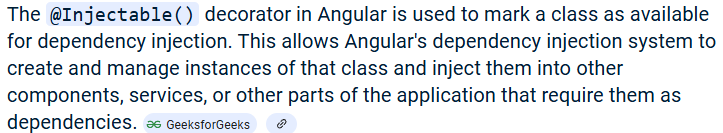 The @Injectable() decorator in Angular is used to mark a class as available
for dependency injection. This allows Angular's dependency injection system to
create and manage instances of that class and inject them into other
components, services, or other parts of the application that require them as
dependencies. GeeksforGeeks